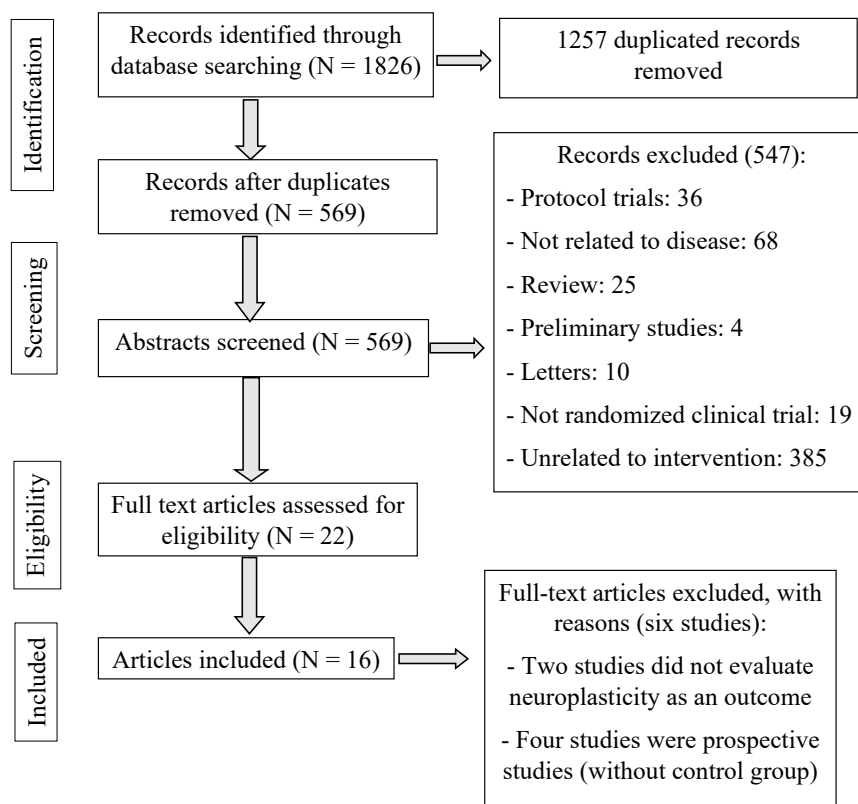 Identification
Records identified through
database searching (N = 1826)
1257 duplicated records
removed
Records after duplicates
removed (N = 569)
Screening
Abstracts screened (N = 569)
Records excluded (547):
- Protocol trials: 36
- Not related to disease: 68
- Review: 25
- Preliminary studies: 4
- Letters: 10
- Not randomized clinical trial: 19
- Unrelated to intervention: 385
Eligibility
Full text articles assessed for
eligibility (N = 22)
Included
Articles included (N = 16)
Full-text articles excluded, with
reasons (six studies):
- Two studies did not evaluate
neuroplasticity as an outcome
- Four studies were prospective
studies (without control group)